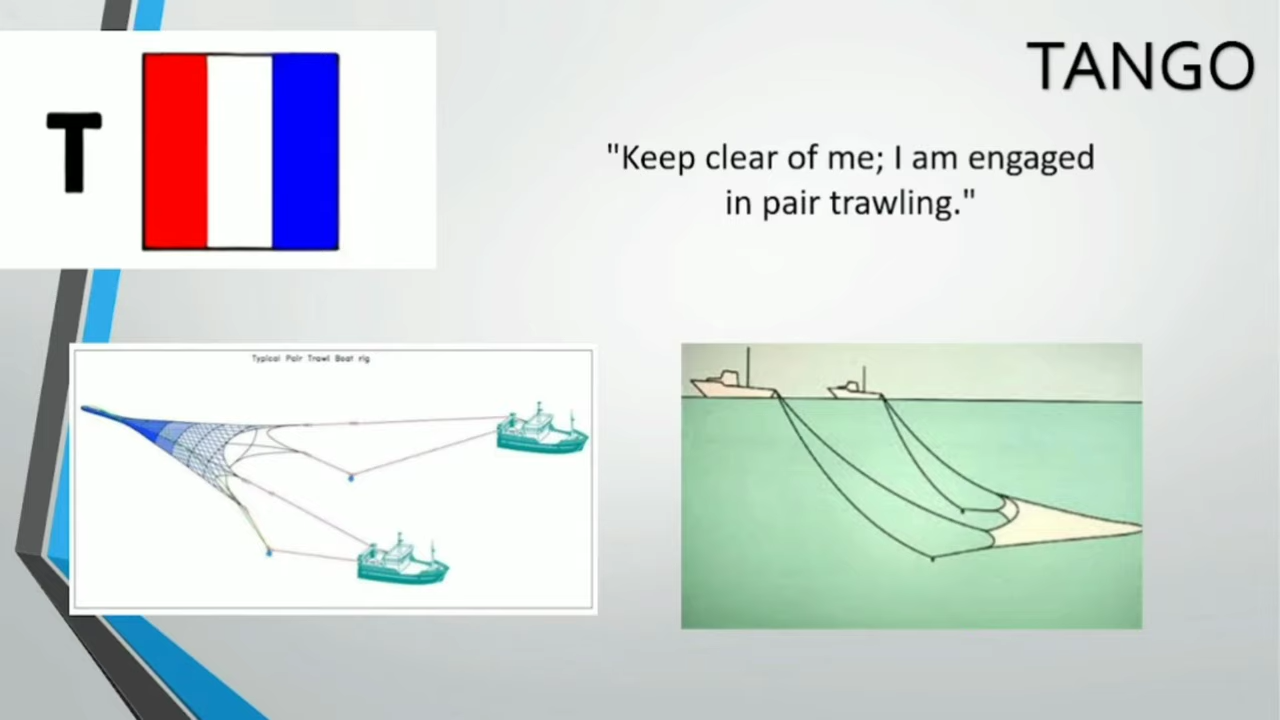 T
TANGO
"Keep clear of me; I am engaged
in pair trawling."
Typical Pair Trawl Boat rig